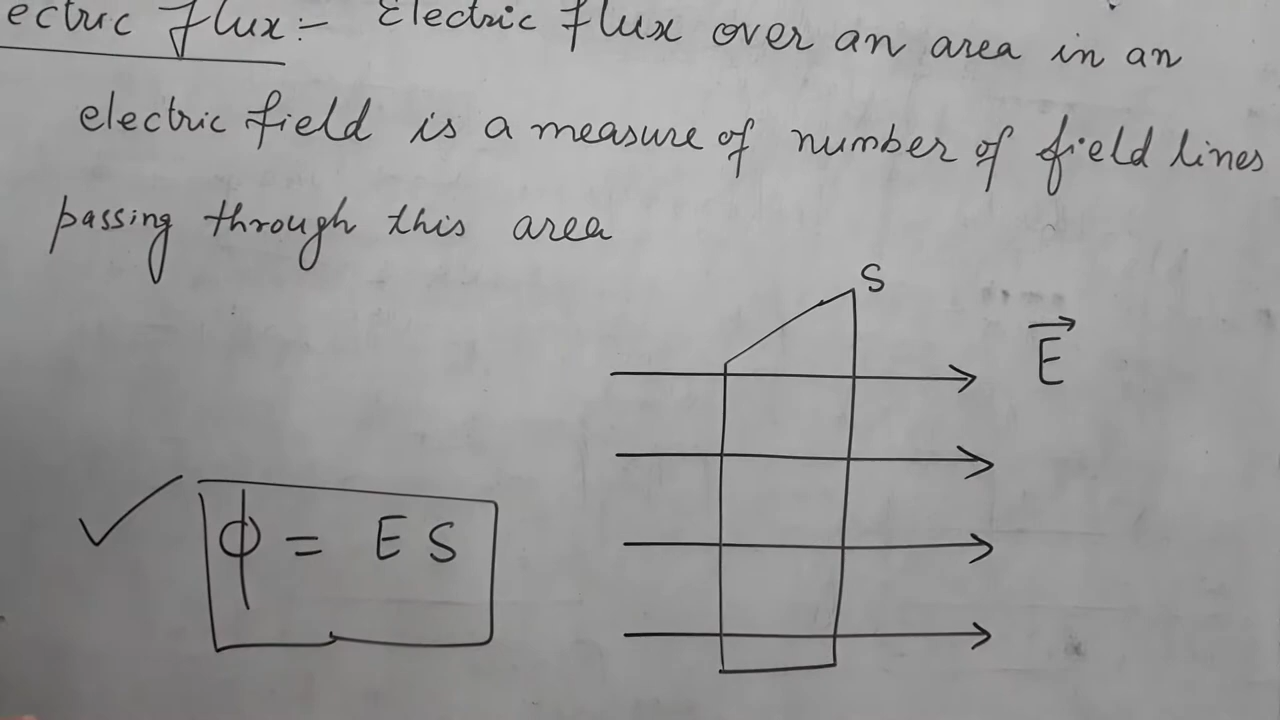 ectric flux:- Electric flux over an area in an
electric field is a measure of number of field lines
passing through this area
S
E
ϕ = E S